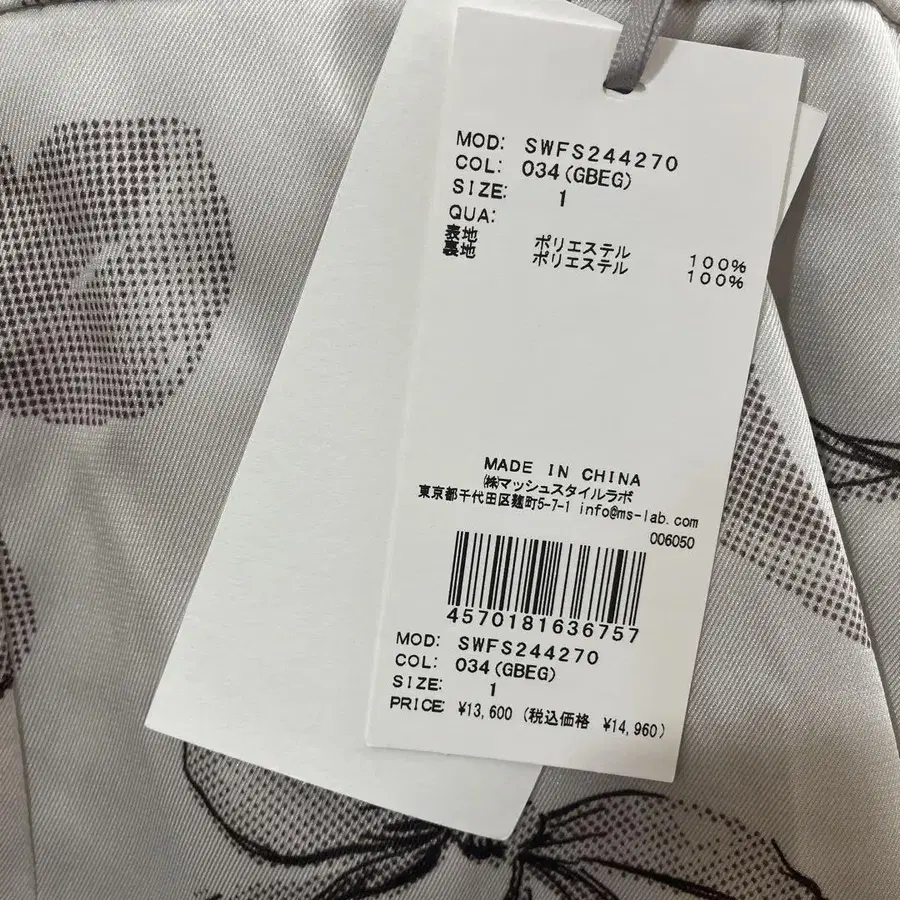 MOD: SWFS244270
COL: 034(GBEG)
SIZE: 1
QUA:
表地 ポリエステル 100%
裏地 ポリエステル 100%
MADE IN CHINA
㈱マッシュスタイルラボ
東京都千代田区麹町5-7-1 info@ms-lab.com
006050
4570181636757
MOD: SWFS244270
COL: 034(GBEG)
SIZE: 1
PRICE: ¥13,600 (税込価格 ¥14,960)